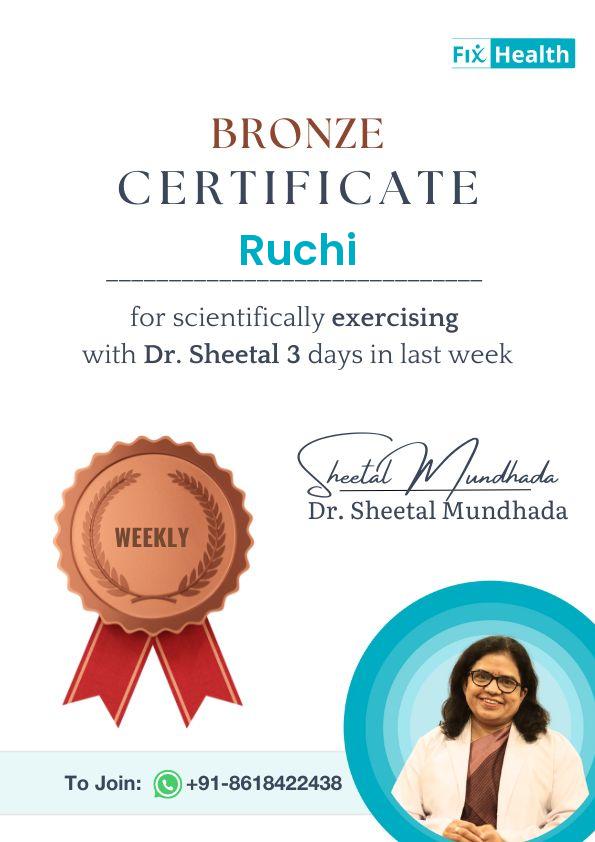 Fix Health
BRONZE
CERTIFICATE
Ruchi
for scientifically exercising
with Dr. Sheetal 3 days in last week
Sheetal Mundhada
Dr. Sheetal Mundhada
WEEKLY
To Join: +91-8618422438